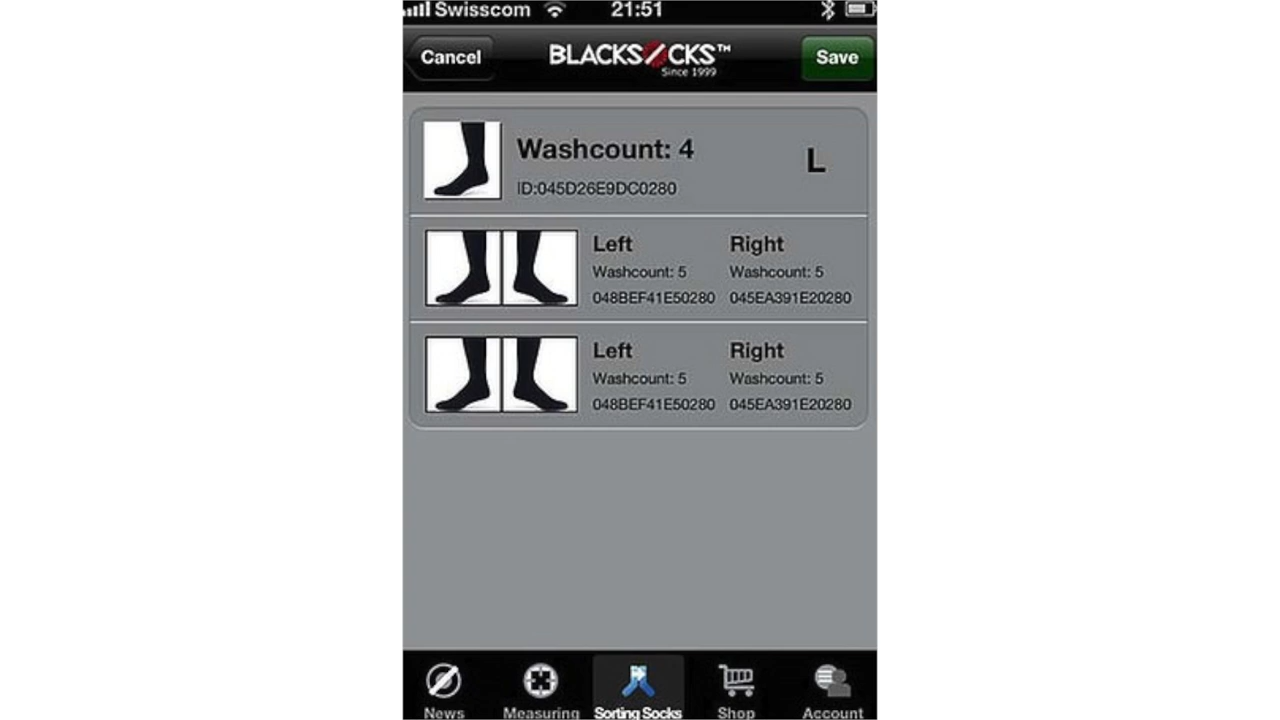 Swisscom 21:51
Cancel BLACKSOCKS™ Save
Since 1999
Washcount: 4 L
ID:045D26E9DC0280
Left Right
Washcount: 5 Washcount: 5
048BEF41E50280 045EA391E20280
Left Right
Washcount: 5 Washcount: 5
048BEF41E50280 045EA391E20280
News Measuring Sorting Socks Shop Account